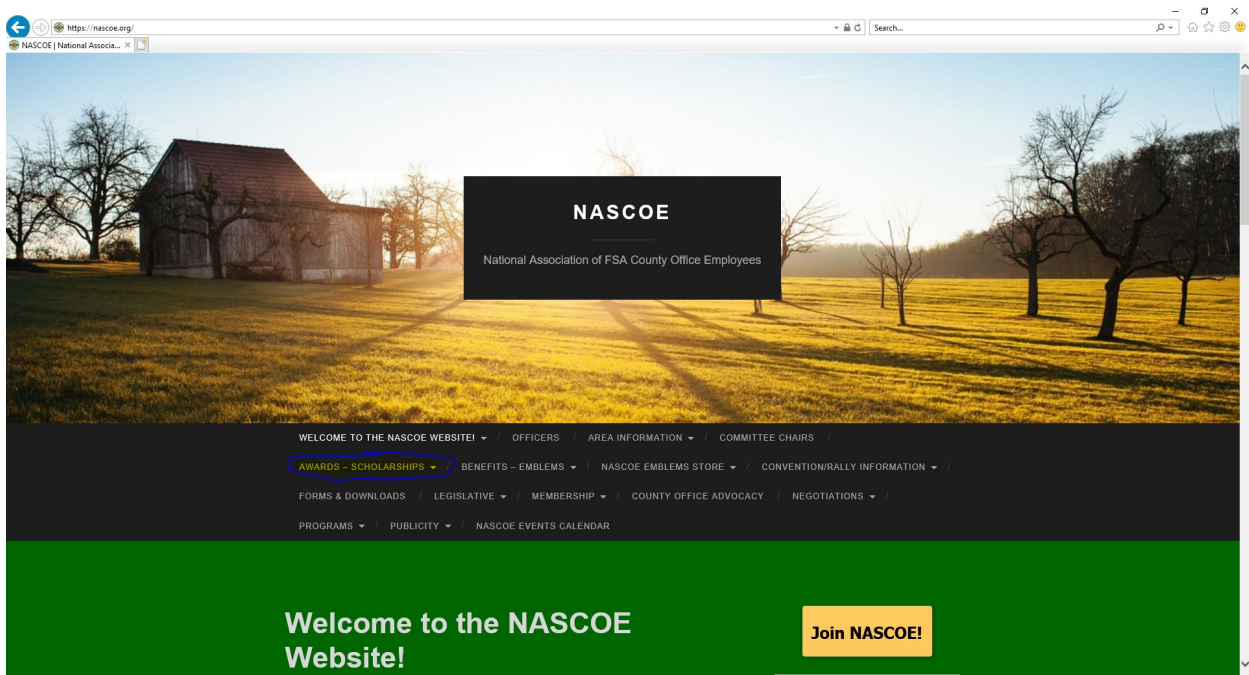 https://nascoe.org/
Search...
NASCOE | National Associa...
NASCOE
National Association of FSA County Office Employees
WELCOME TO THE NASCOE WEBSITE! / OFFICERS / AREA INFORMATION / COMMITTEE CHAIRS /
AWARDS – SCHOLARSHIPS / BENEFITS – EMBLEMS / NASCOE EMBLEMS STORE / CONVENTION/RALLY INFORMATION /
FORMS & DOWNLOADS / LEGISLATIVE / MEMBERSHIP / COUNTY OFFICE ADVOCACY / NEGOTIATIONS /
PROGRAMS / PUBLICITY / NASCOE EVENTS CALENDAR
Welcome to the NASCOE
Website!
Join NASCOE!